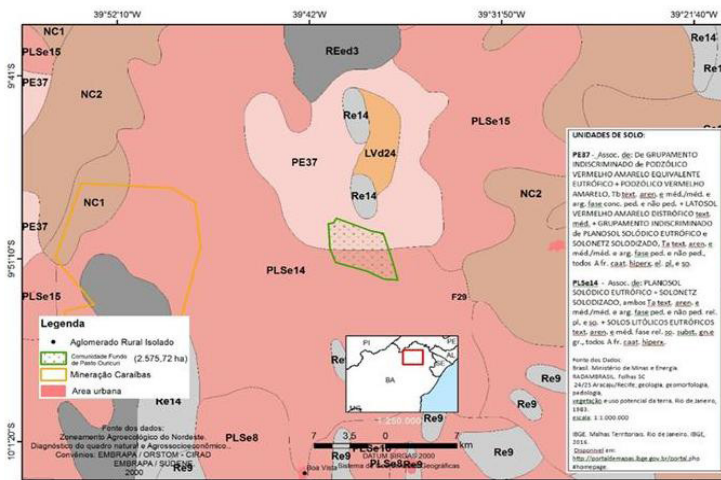 39°52'10"O
39°42'O
39°31'50"O
39°21'40"O
9°41'S
9°51'10"S
10°01'20"S
NC1
PLSe15
PE37
NC2
REed3
Re14
PE37
LVd24
Re14
PLSe15
Re14
NC2
NC1
PE37
PLSe15
PLSe14
F29
Re14
PLSe8
Re9
Re9
Re9
Re9
PLSe8
Re9
Legenda
Aglomerado Rural Isolado
Comunidade Fundo de Pasto Ouricuri (2.575,72 ha)
Mineração Caraíbas
Area urbana
Fonte dos dados:
Zoneamento Agroecológico do Nordeste.
Diagnóstico do quadro natural e Agrossocioeconômico..
Convênios: EMBRAPA / ORSTOM - CIRAD
EMBRAPA / SUDENE
2000
PI
PE
AL
SE
BA
MG
1:250.000
7 3,5 0 7 km
DATUM SIRGAS 2000
Boa Vista
UNIDADES DE SOLO:
PE37 - Assoc. de: De GRUPAMENTO
INDISCRIMINADO de PODZÓLICO
VERMELHO AMARELO EQUIVALENTE
EUTRÓFICO + PODZÓLICO VERMELHO
AMARELO, Tb text. aren. e méd./méd. e
arg. fase conc. ped. e não ped. + LATOSOL
VERMELHO AMARELO DISTRÓFICO text.
méd. + GRUPAMENTO INDISCRIMINADO
de PLANOSOL SOLÓDICO EUTRÓFICO e
SOLONETZ SOLODIZADO, Ta text. aren. e
méd./méd. e arg. fase ped. e não ped.,
todos A fr. caat. hiperx. el. pl. e so.
PLSe14 - Assoc. de: PLANOSOL
SOLÓDICO EUTRÓFICO + SOLONETZ
SOLODIZADO, ambos Ta text. aren. e
méd./méd. e arg. fase ped. e não ped. rel.
pl. e so. + SOLOS LITÓLICOS EUTRÓFICOS
text. aren. e méd. fase rel. so. subst. gn. e
gr., todos A fr. caat. hiperx.
Fonte dos Dados:
Brasil. Ministério de Minas e Energia.
RADAMBRASIL. Folhas SC
24/25 Aracaju/Recife, geologia, geomorfologia,
pedologia,
vegetação e uso potencial da terra. Rio de Janeiro,
1983.
escala: 1:1.000.000
IBGE. Malhas Territoriais. Rio de Janeiro. IBGE,
2016.
Disponível em:
http://portaldemapas.ibge.gov.br/portal.php
#homepage.